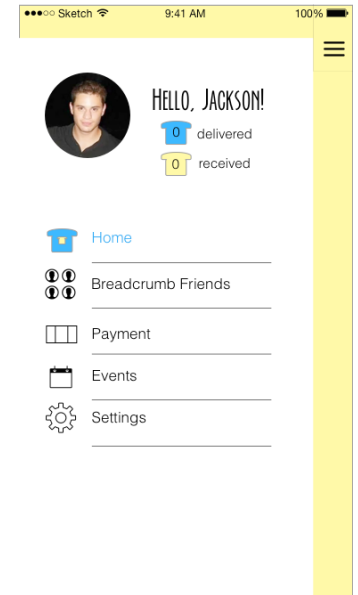 Sketch 9:41 AM 100%
Hello, Jackson!
0 delivered
0 received
Home
Breadcrumb Friends
Payment
Events
Settings